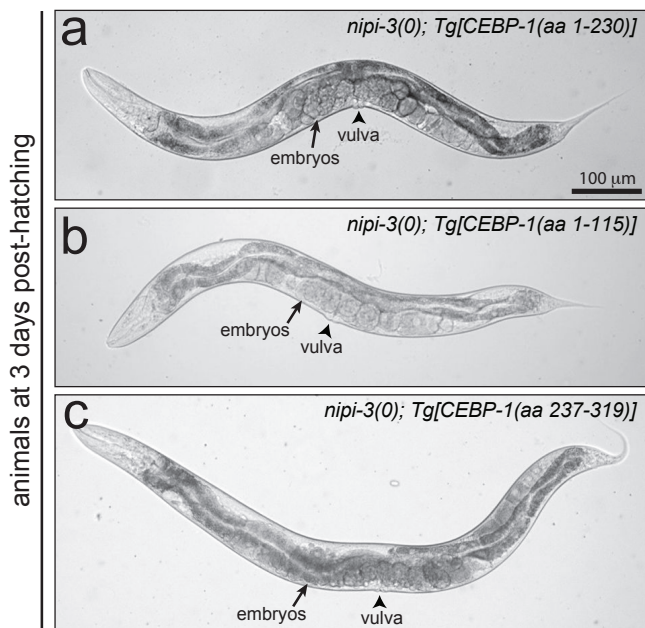 animals at 3 days post-hatching
a
nipi-3(0); Tg[CEBP-1(aa 1-230)]
embryos
vulva
100 µm
b
nipi-3(0); Tg[CEBP-1(aa 1-115)]
embryos
vulva
c
nipi-3(0); Tg[CEBP-1(aa 237-319)]
embryos
vulva